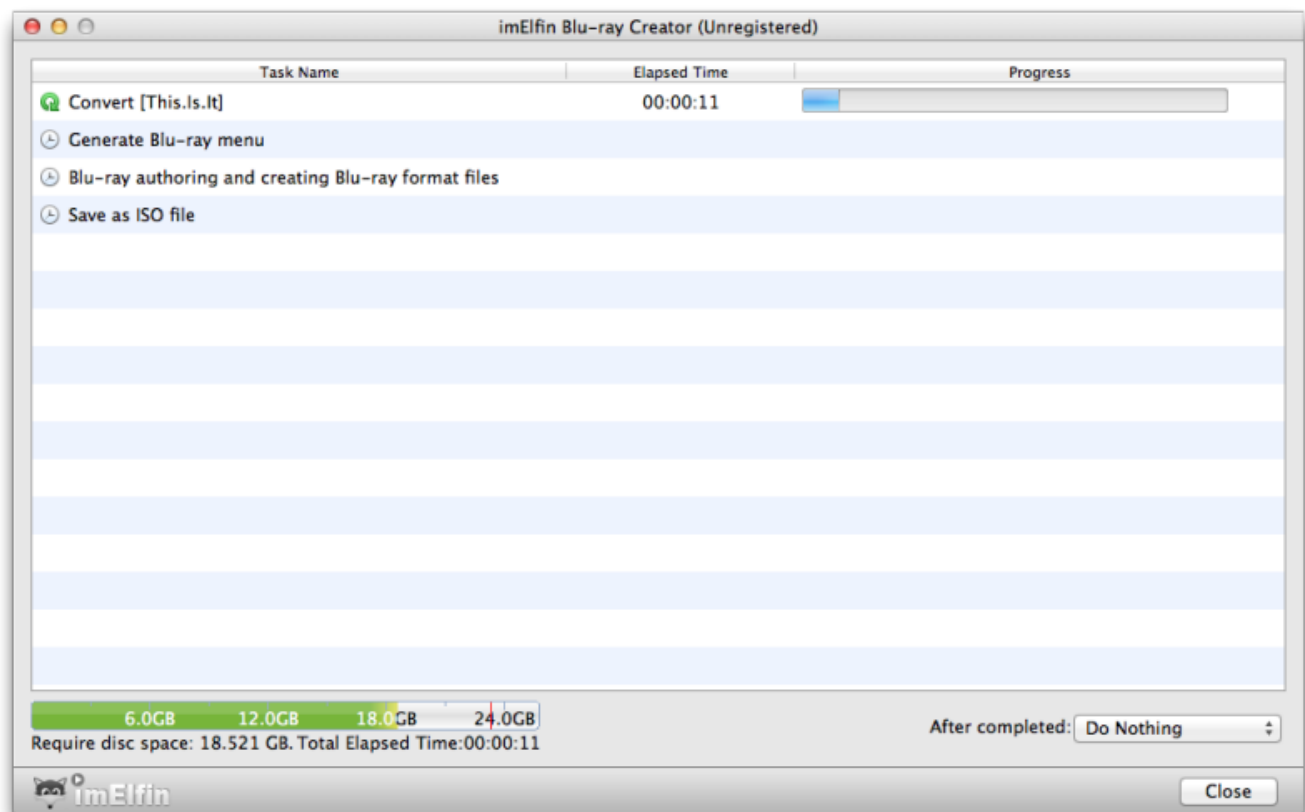 imElfin Blu-ray Creator (Unregistered)
Task Name Elapsed Time Progress
Convert [This.Is.It] 00:00:11
Generate Blu-ray menu
Blu-ray authoring and creating Blu-ray format files
Save as ISO file
6.0GB 12.0GB 18.0GB 24.0GB
Require disc space: 18.521 GB. Total Elapsed Time:00:00:11
After completed: Do Nothing
imElfin
Close